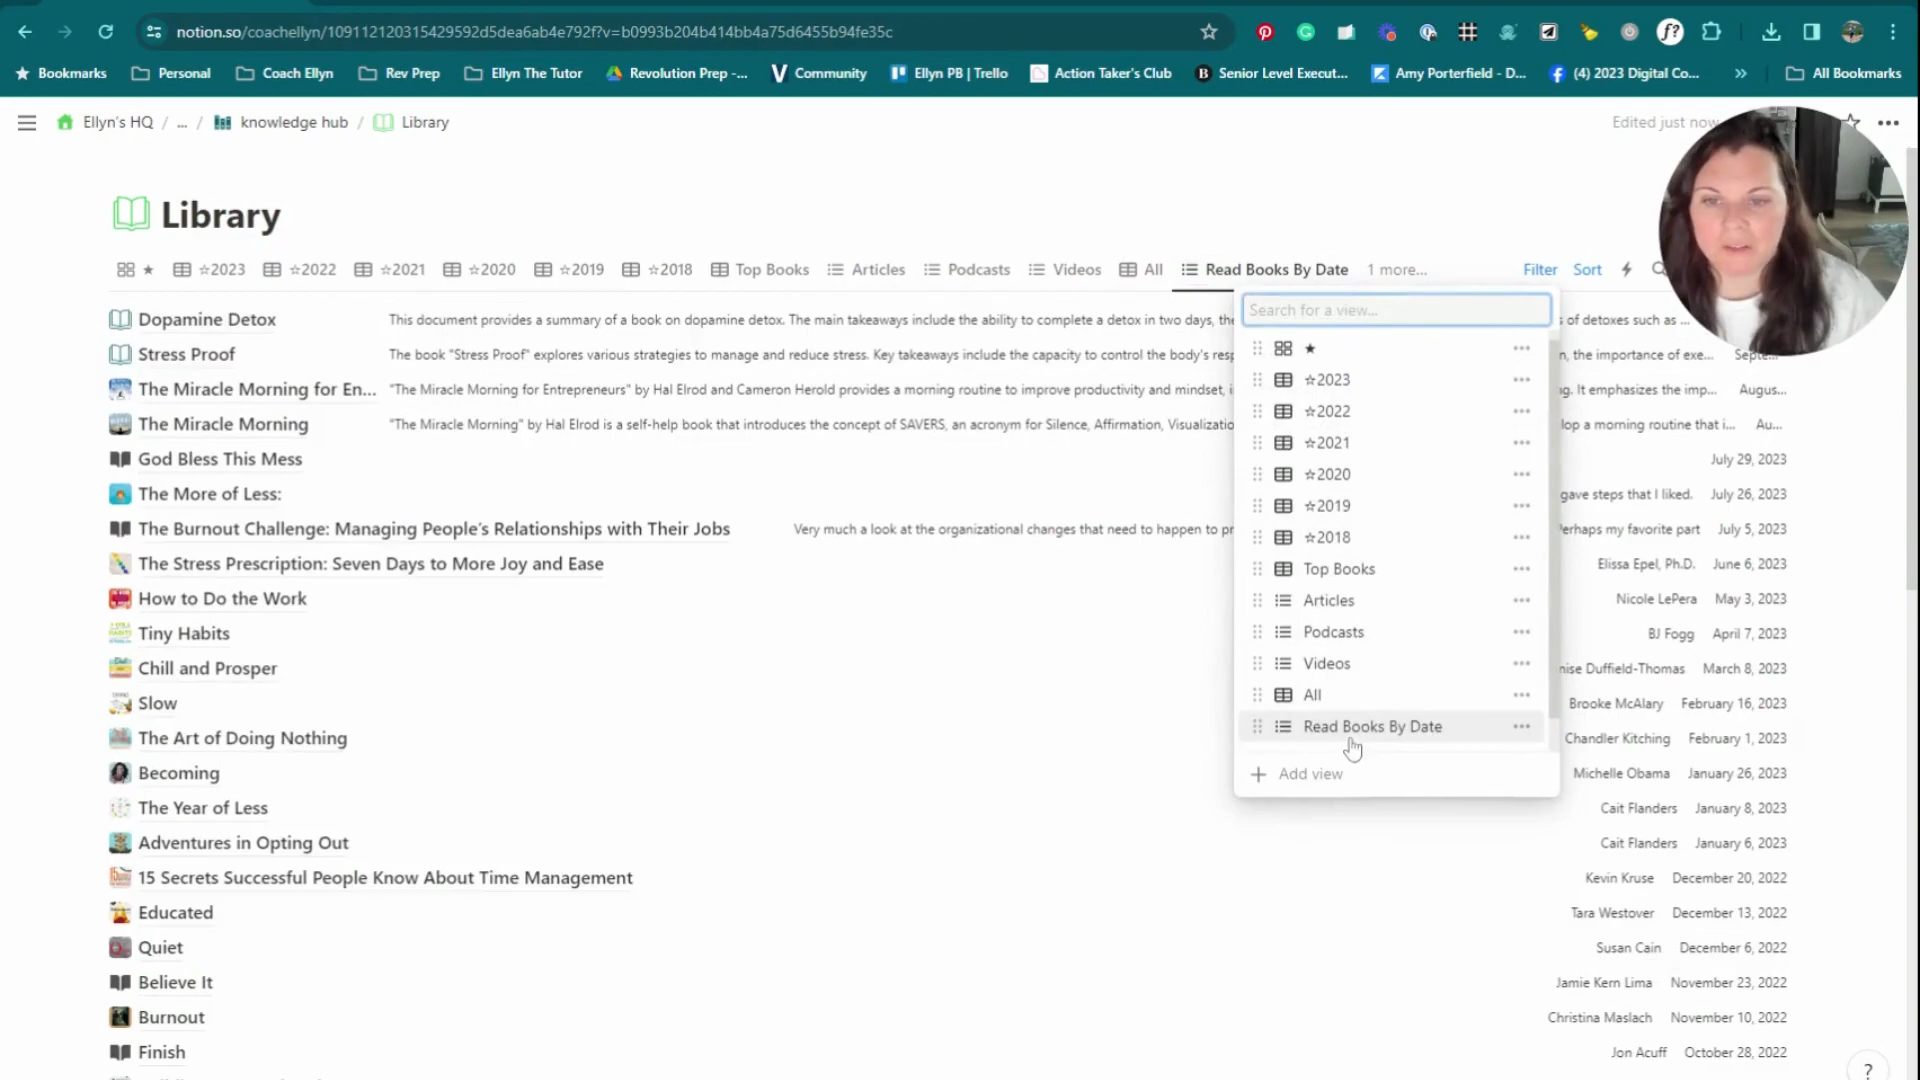 notion.so/coachellyn/109112120315429592d5dea6ab4e792f?v=b0993b204b414bb4a75d6455b94fe35c
Bookmarks Personal Coach Ellyn Rev Prep Ellyn The Tutor Revolution Prep -... Community Ellyn PB | Trello Action Taker's Club Senior Level Execut... Amy Porterfield - D... (4) 2023 Digital Co... » All Bookmarks
Ellyn's HQ / ... / knowledge hub / Library Edited just now
Library
★ ☆2023 ☆2022 ☆2021 ☆2020 ☆2019 ☆2018 Top Books Articles Podcasts Videos All Read Books By Date 1 more... Filter Sort
Search for a view...
★
☆2023
☆2022
☆2021
☆2020
☆2019
☆2018
Top Books
Articles
Podcasts
Videos
All
Read Books By Date
+ Add view
Dopamine Detox This document provides a summary of a book on dopamine detox. The main takeaways include the ability to complete a detox in two days, the of detoxes such as ...
Stress Proof The book "Stress Proof" explores various strategies to manage and reduce stress. Key takeaways include the capacity to control the body's resp n, the importance of exe... Septe...
The Miracle Morning for En... "The Miracle Morning for Entrepreneurs" by Hal Elrod and Cameron Herold provides a morning routine to improve productivity and mindset, i ng. It emphasizes the imp... Augus...
The Miracle Morning "The Miracle Morning" by Hal Elrod is a self-help book that introduces the concept of SAVERS, an acronym for Silence, Affirmation, Visualizatio lop a morning routine that i... Au...
God Bless This Mess July 29, 2023
The More of Less: gave steps that I liked. July 26, 2023
The Burnout Challenge: Managing People's Relationships with Their Jobs Very much a look at the organizational changes that need to happen to pr Perhaps my favorite part July 5, 2023
The Stress Prescription: Seven Days to More Joy and Ease Elissa Epel, Ph.D. June 6, 2023
How to Do the Work Nicole LePera May 3, 2023
Tiny Habits BJ Fogg April 7, 2023
Chill and Prosper nise Duffield-Thomas March 8, 2023
Slow Brooke McAlary February 16, 2023
The Art of Doing Nothing Chandler Kitching February 1, 2023
Becoming Michelle Obama January 26, 2023
The Year of Less Cait Flanders January 8, 2023
Adventures in Opting Out Cait Flanders January 6, 2023
15 Secrets Successful People Know About Time Management Kevin Kruse December 20, 2022
Educated Tara Westover December 13, 2022
Quiet Susan Cain December 6, 2022
Believe It Jamie Kern Lima November 23, 2022
Burnout Christina Maslach November 10, 2022
Finish Jon Acuff October 28, 2022
?